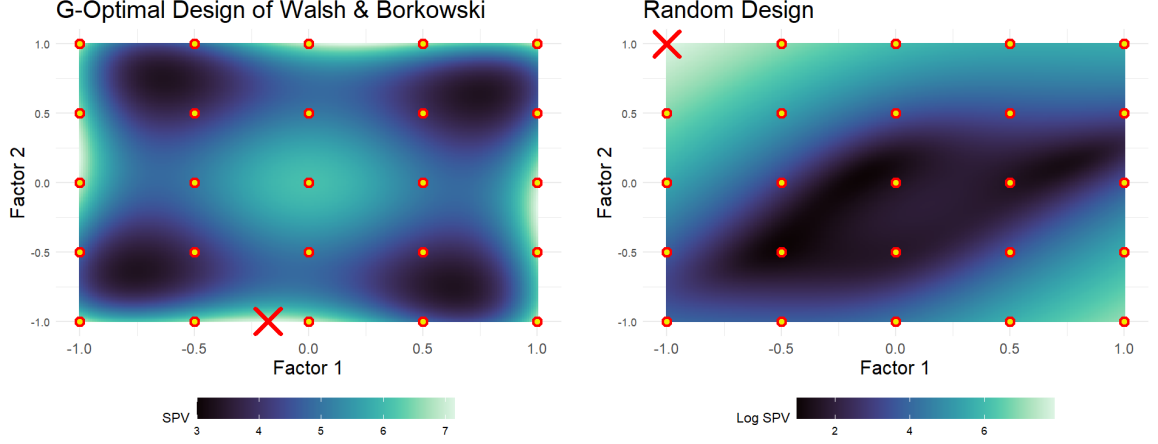 G-Optimal Design of Walsh & Borkowski
Factor 2
1.0
0.5
0.0
-0.5
-1.0
-1.0 -0.5 0.0 0.5 1.0
Factor 1
SPV
3 4 5 6 7
Random Design
Factor 2
1.0
0.5
0.0
-0.5
-1.0
-1.0 -0.5 0.0 0.5 1.0
Factor 1
Log SPV
2 4 6